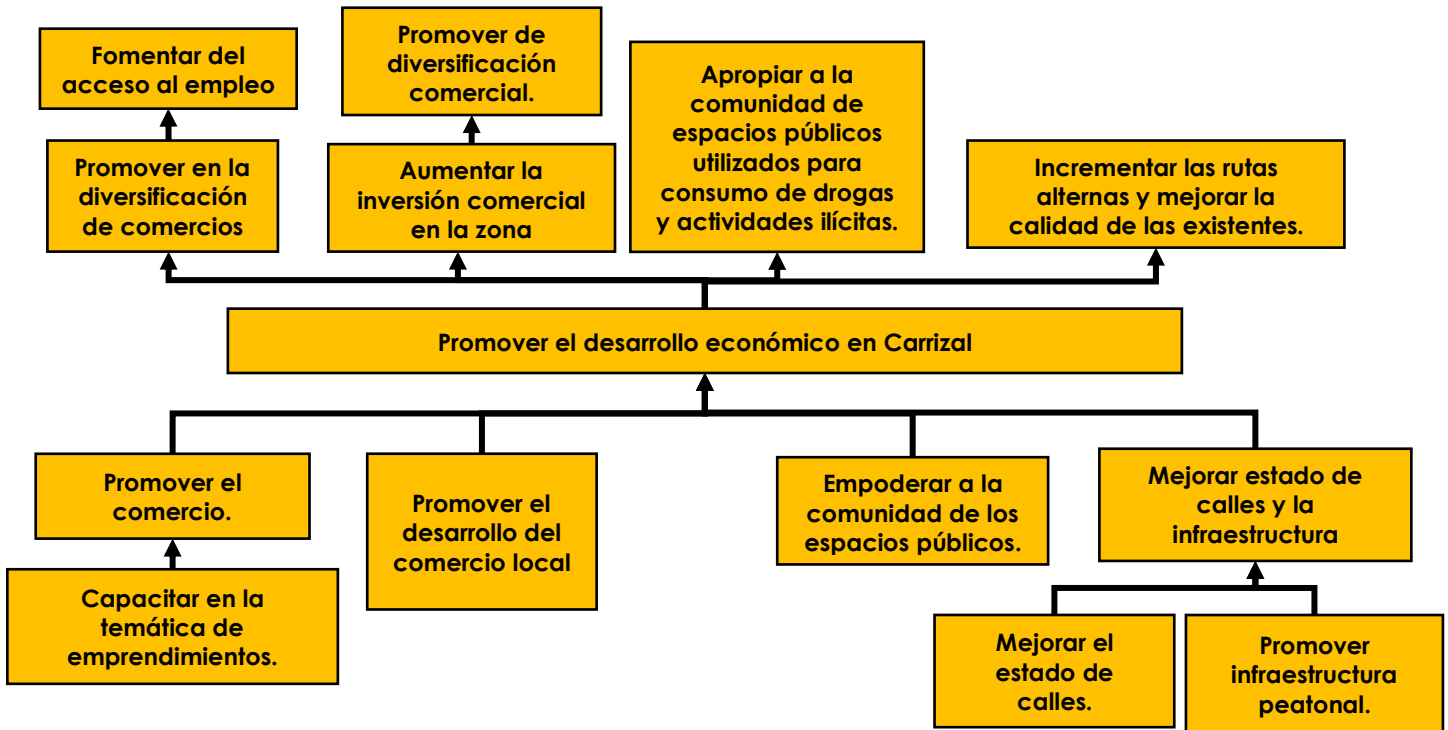 Fomentar del
acceso al empleo
Promover de
diversificación
comercial.
Apropiar a la
comunidad de
espacios públicos
utilizados para
consumo de drogas
y actividades ilícitas.
Promover en la
diversificación
de comercios
Aumentar la
inversión comercial
en la zona
Incrementar las rutas
alternas y mejorar la
calidad de las existentes.
Promover el desarrollo económico en Carrizal
Promover el
comercio.
Promover el
desarrollo del
comercio local
Empoderar a la
comunidad de los
espacios públicos.
Mejorar estado de
calles y la
infraestructura
Capacitar en la
temática de
emprendimientos.
Mejorar el
estado de
calles.
Promover
infraestructura
peatonal.